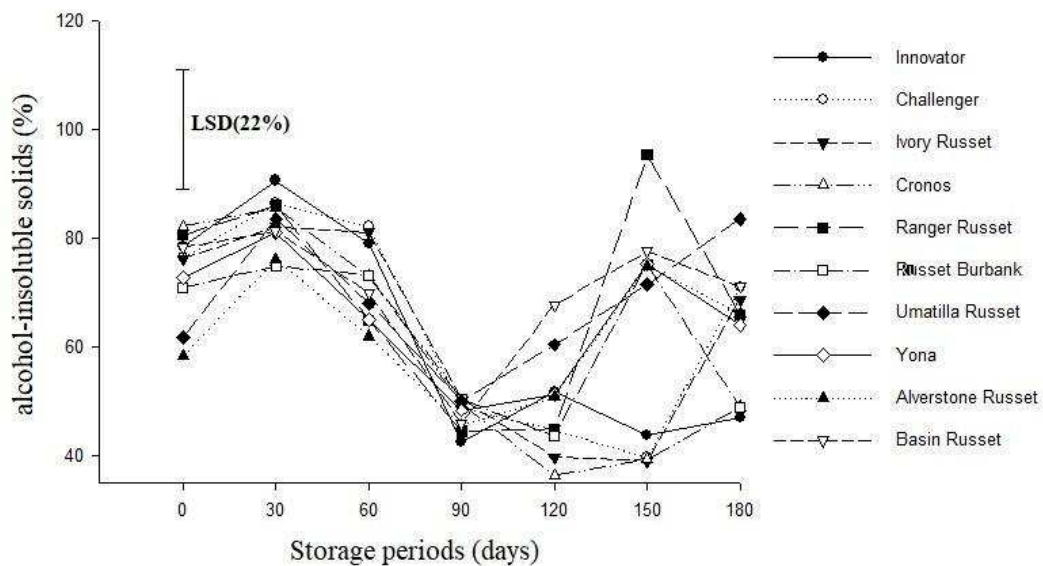 120
100
80
60
40
alcohol-insoluble solids (%)
LSD(22%)
0 30 60 90 120 150 180
Storage periods (days)
Innovator
Challenger
Ivory Russet
Cronos
Ranger Russet
Russet Burbank
Umatilla Russet
Yona
Alverstone Russet
Basin Russet